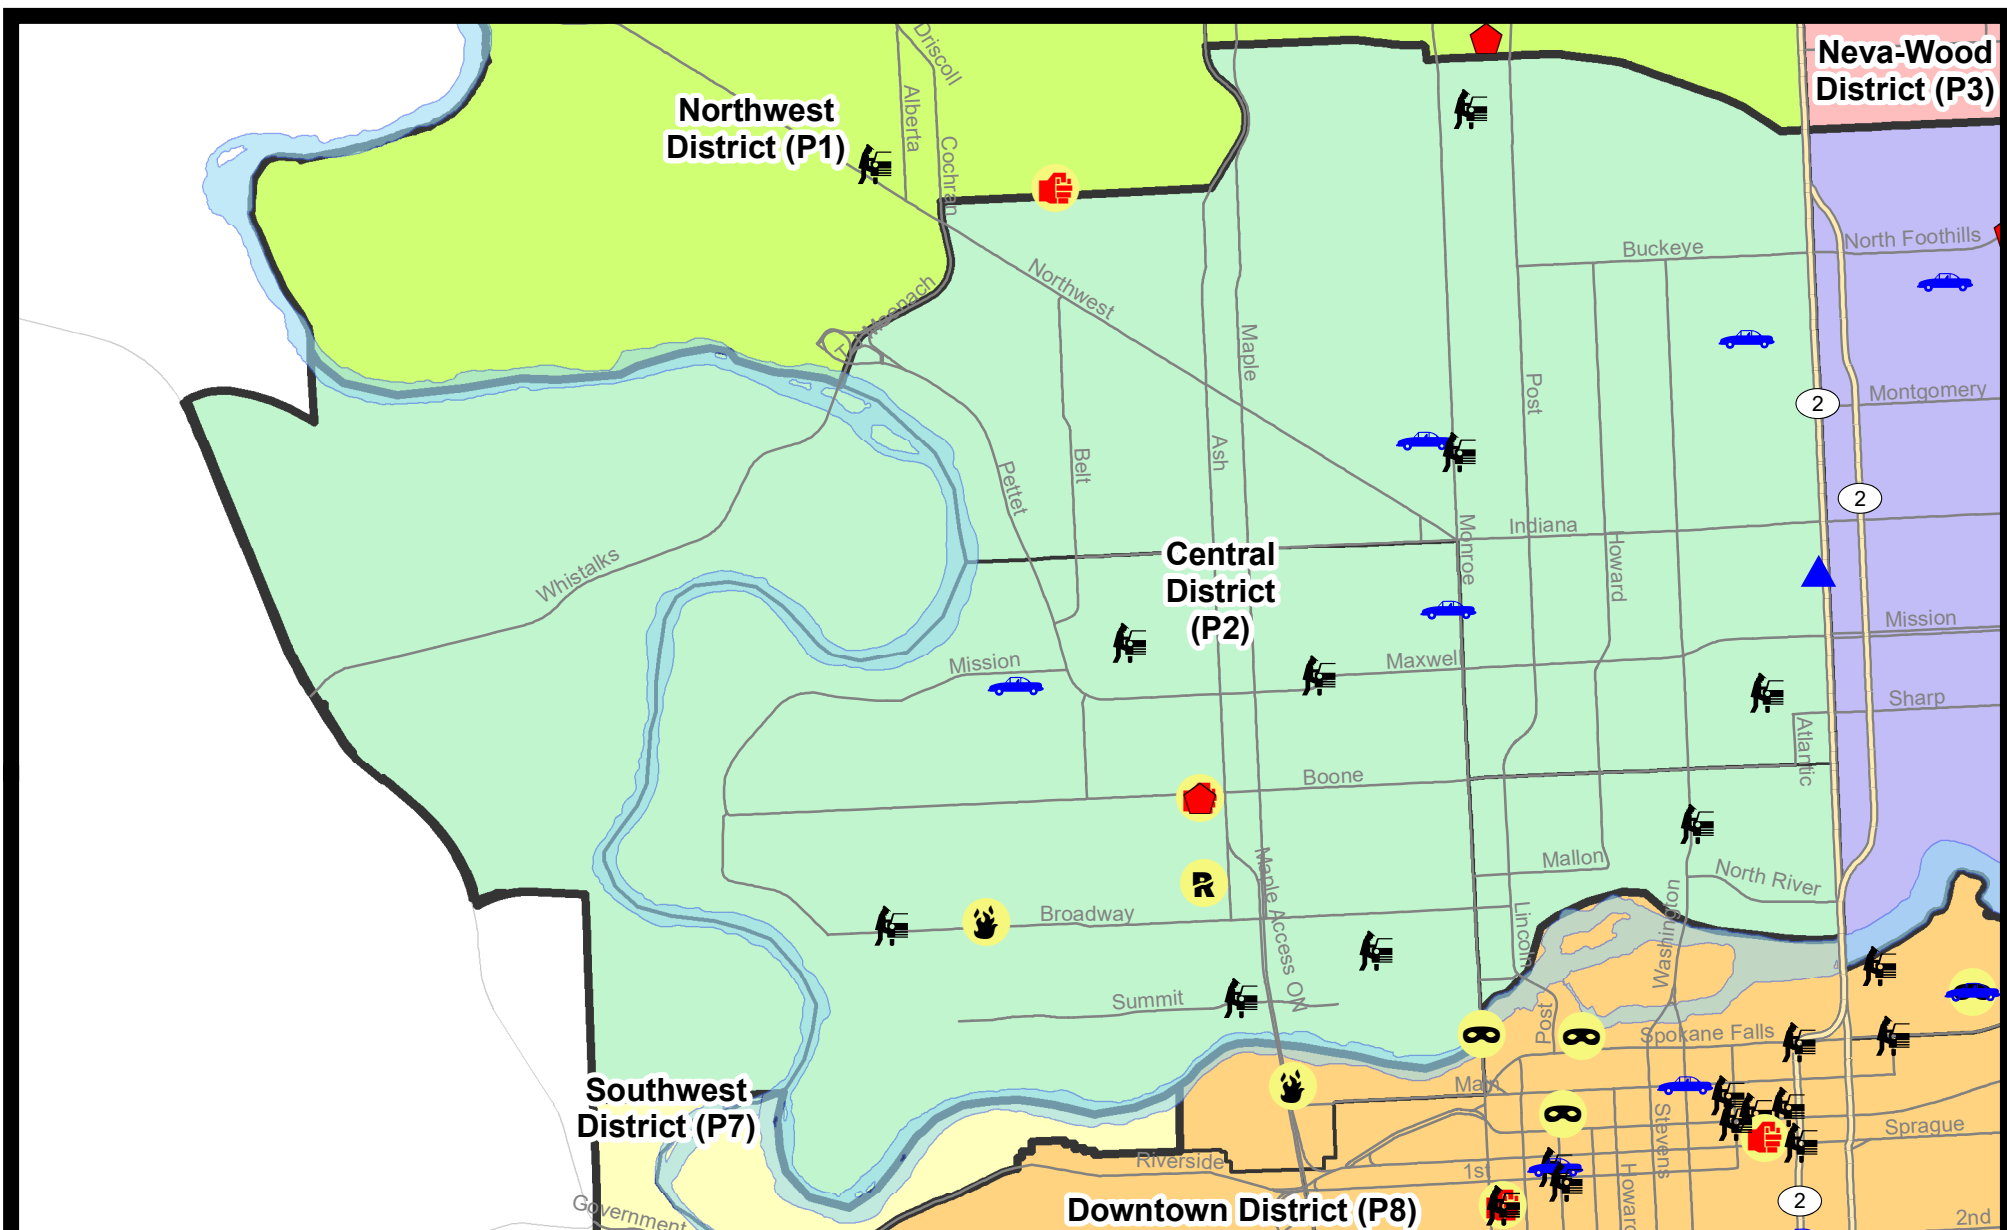 Driscoll
Neva-Wood
District (P3)
Northwest
District (P1)
Alberta
Cochran
Buckeye
North Foothills
Northwest
Maple
Post
Montgomery
2
Ash
Belt
Pettet
2
Monroe
Indiana
Howard
Central
District
(P2)
Whistalks
Mission
Mission
Maxwell
Sharp
Atlantic
Boone
Mallon
North River
Maple Access
Broadway
Lincoln
Washington
Summit
Post
Spokane Falls
Main
Southwest
District (P7)
Stevens
Sprague
Riverside
1st
Howard
Government
Downtown District (P8)
2
2nd